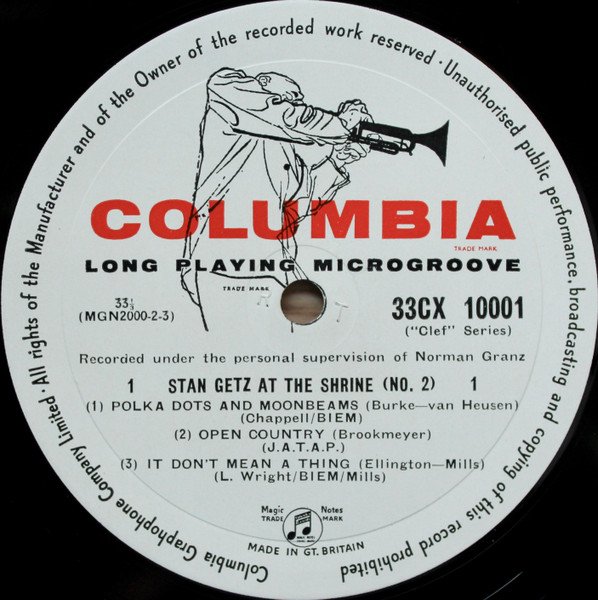 All rights of the Manufacturer and of the Owner of the recorded work reserved · Unauthorised public performance, broadcasting and copying of this record prohibited
COLUMBIA
TRADE MARK
LONG PLAYING MICROGROOVE
TRADE MARK
R T
33⅓
(MGN2000-2-3)
33CX 10001
("Clef" Series)
Recorded under the personal supervision of Norman Granz
1 STAN GETZ AT THE SHRINE (NO. 2) 1
(1) POLKA DOTS AND MOONBEAMS (Burke—van Heusen)
(Chappell/BIEM)
(2) OPEN COUNTRY (Brookmeyer)
(J.A.T.A.P.)
(3) IT DON'T MEAN A THING (Ellington—Mills)
(L. Wright/BIEM/Mills)
Magic Notes
TRADE MARK
MADE IN GT. BRITAIN
Columbia Graphophone Company Limited ·